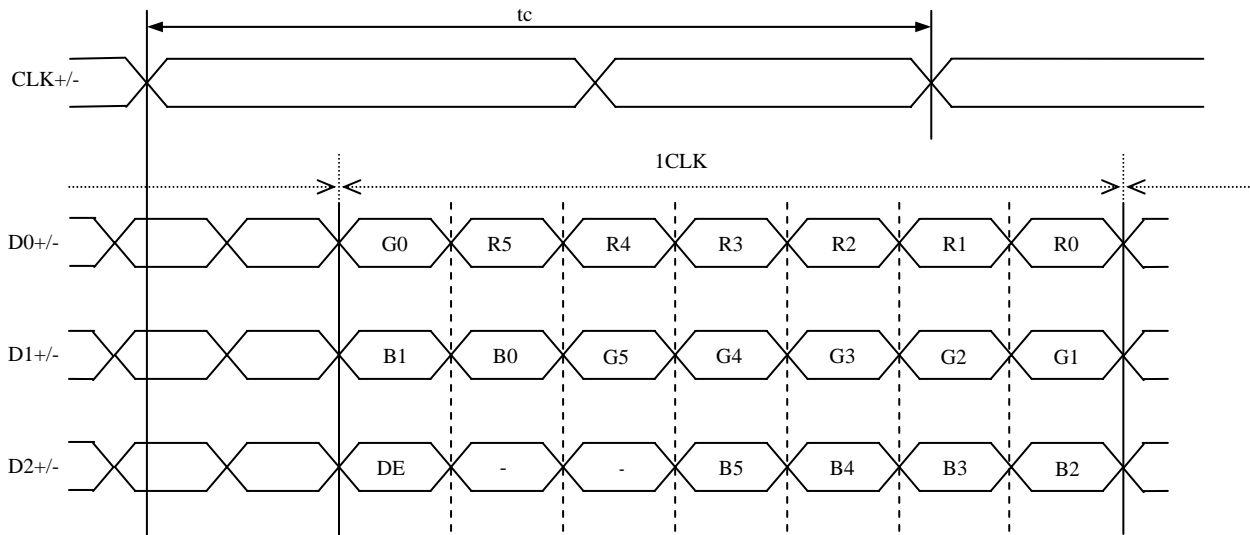 tc
CLK+/-
1CLK
D0+/- G0 R5 R4 R3 R2 R1 R0
D1+/- B1 B0 G5 G4 G3 G2 G1
D2+/- DE - - B5 B4 B3 B2